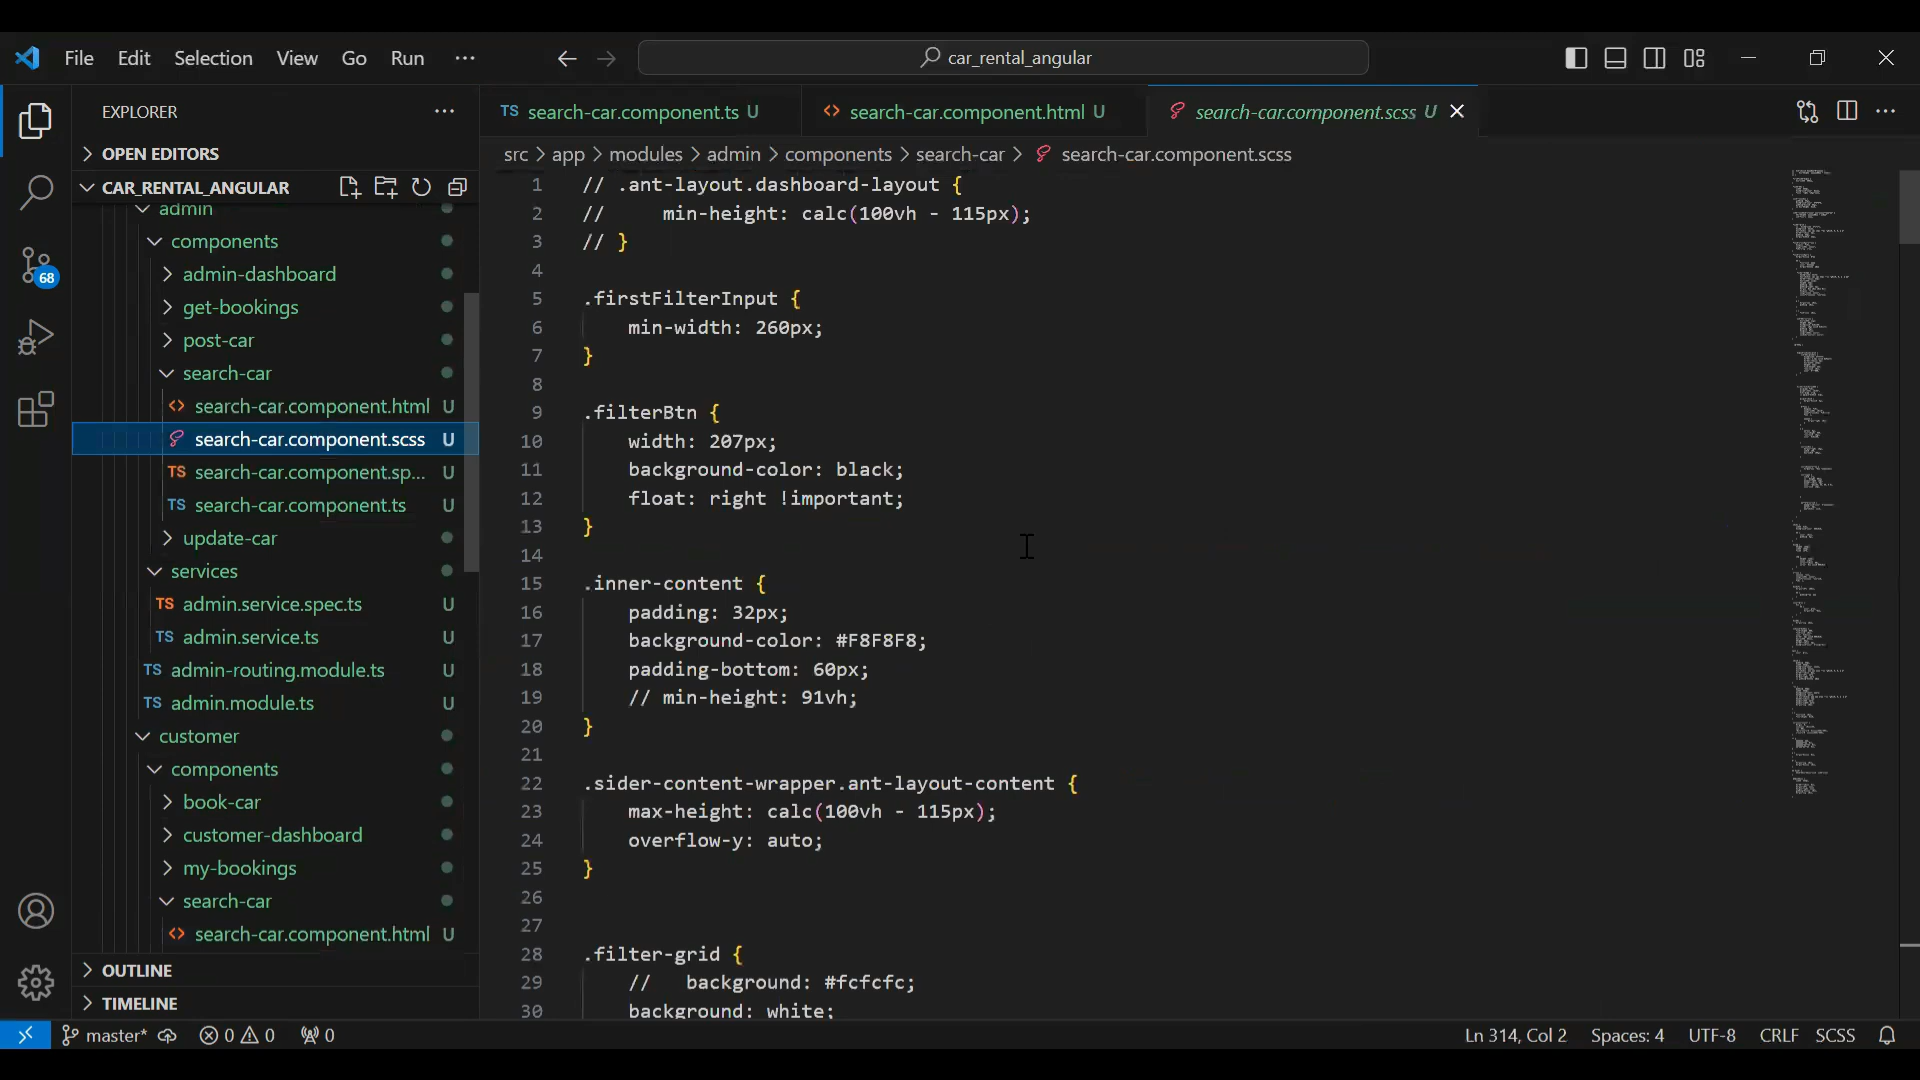 File Edit Selection View Go Run ···
car_rental_angular
EXPLORER ···
OPEN EDITORS
CAR_RENTAL_ANGULAR
admin
components
admin-dashboard
get-bookings
post-car
search-car
search-car.component.html U
search-car.component.scss U
search-car.component.sp... U
search-car.component.ts U
update-car
services
TS admin.service.spec.ts U
TS admin.service.ts U
TS admin-routing.module.ts U
TS admin.module.ts U
customer
components
book-car
customer-dashboard
my-bookings
search-car
search-car.component.html U
OUTLINE
TIMELINE
68
TS search-car.component.ts U
<> search-car.component.html U
search-car.component.scss U
src > app > modules > admin > components > search-car > search-car.component.scss
1 // .ant-layout.dashboard-layout {
2 //     min-height: calc(100vh - 115px);
3 // }
4
5 .firstFilterInput {
6     min-width: 260px;
7 }
8
9 .filterBtn {
10     width: 207px;
11     background-color: black;
12     float: right !important;
13 }
14
15 .inner-content {
16     padding: 32px;
17     background-color: #F8F8F8;
18     padding-bottom: 60px;
19     // min-height: 91vh;
20 }
21
22 .sider-content-wrapper.ant-layout-content {
23     max-height: calc(100vh - 115px);
24     overflow-y: auto;
25 }
26
27
28 .filter-grid {
29     //   background: #fcfcfc;
30     background: white;
master* 0 0 0
Ln 314, Col 2 Spaces: 4 UTF-8 CRLF SCSS